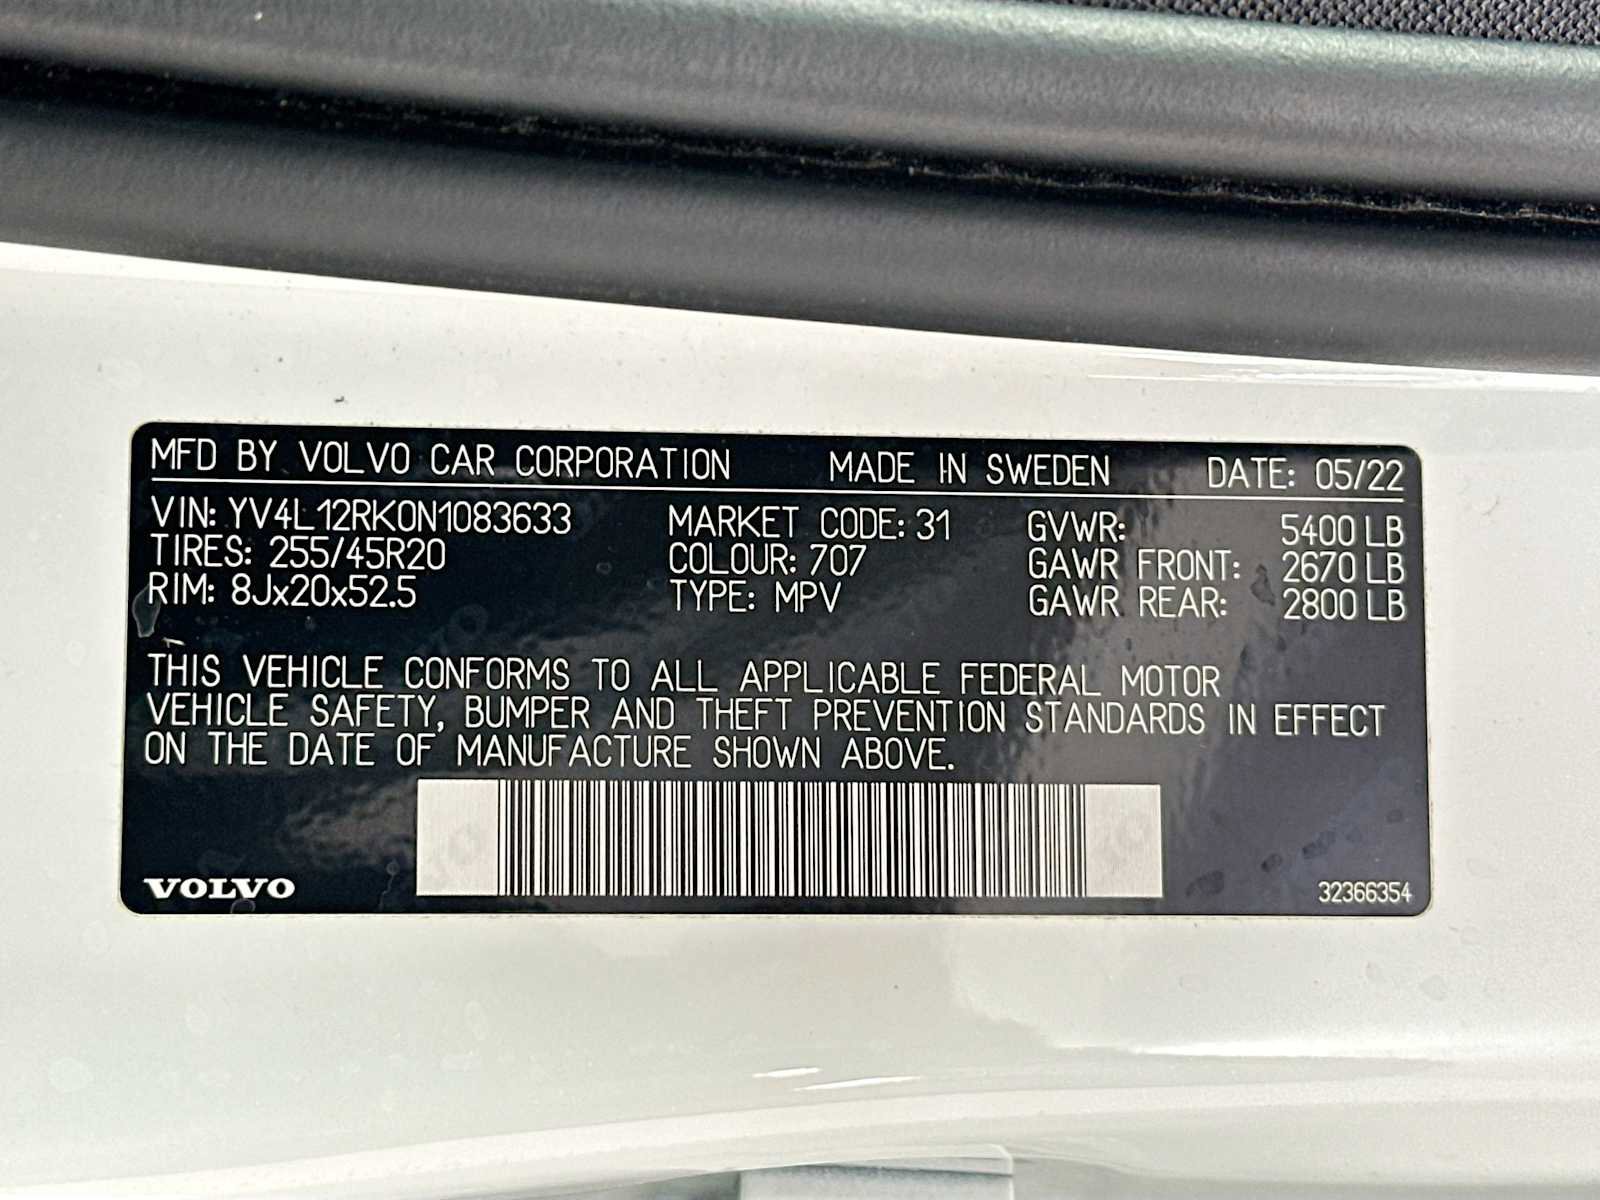 MFD BY VOLVO CAR CORPORATION MADE IN SWEDEN DATE: 05/22
VIN: YV4L12RK0N1083633 MARKET CODE: 31 GVWR: 5400 LB
TIRES: 255/45R20 COLOUR: 707 GAWR FRONT: 2670 LB
RIM: 8Jx20x52.5 TYPE: MPV GAWR REAR: 2800 LB
THIS VEHICLE CONFORMS TO ALL APPLICABLE FEDERAL MOTOR
VEHICLE SAFETY, BUMPER AND THEFT PREVENTION STANDARDS IN EFFECT
ON THE DATE OF MANUFACTURE SHOWN ABOVE.
VOLVO 32366354